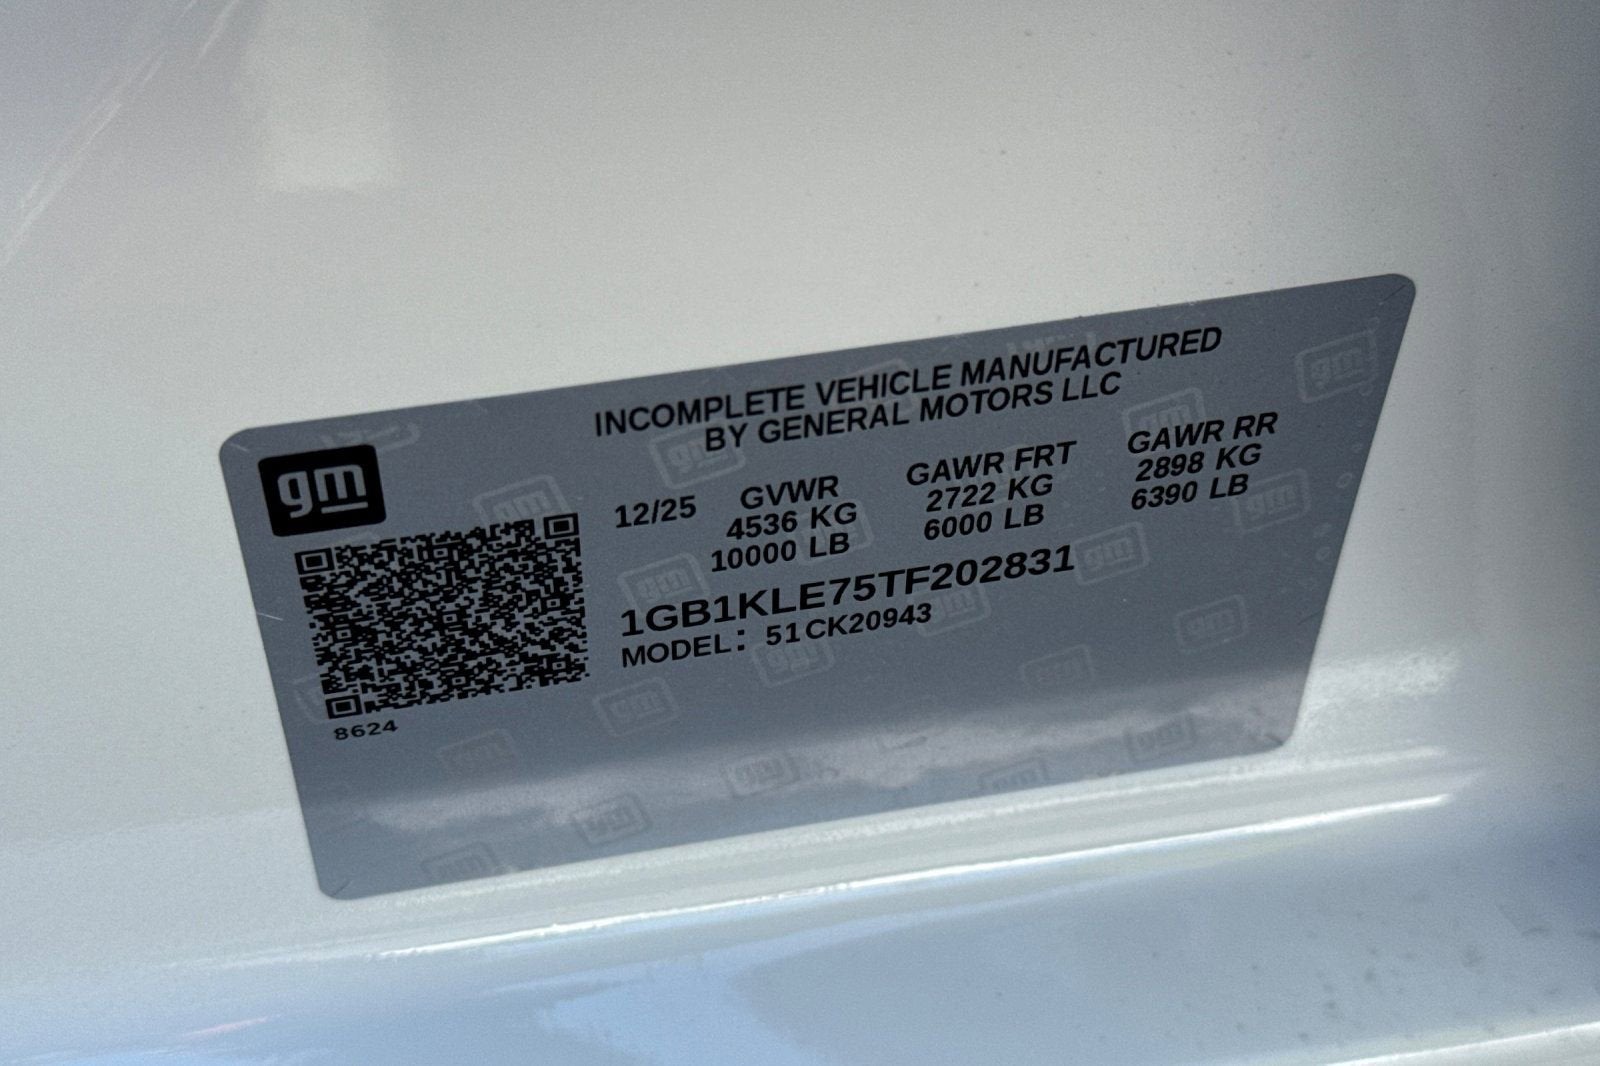 INCOMPLETE VEHICLE MANUFACTURED
BY GENERAL MOTORS LLC
gm
12/25 GVWR GAWR FRT GAWR RR
4536 KG 2722 KG 2898 KG
10000 LB 6000 LB 6390 LB
1GB1KLE75TF202831
MODEL: 51CK20943
8624